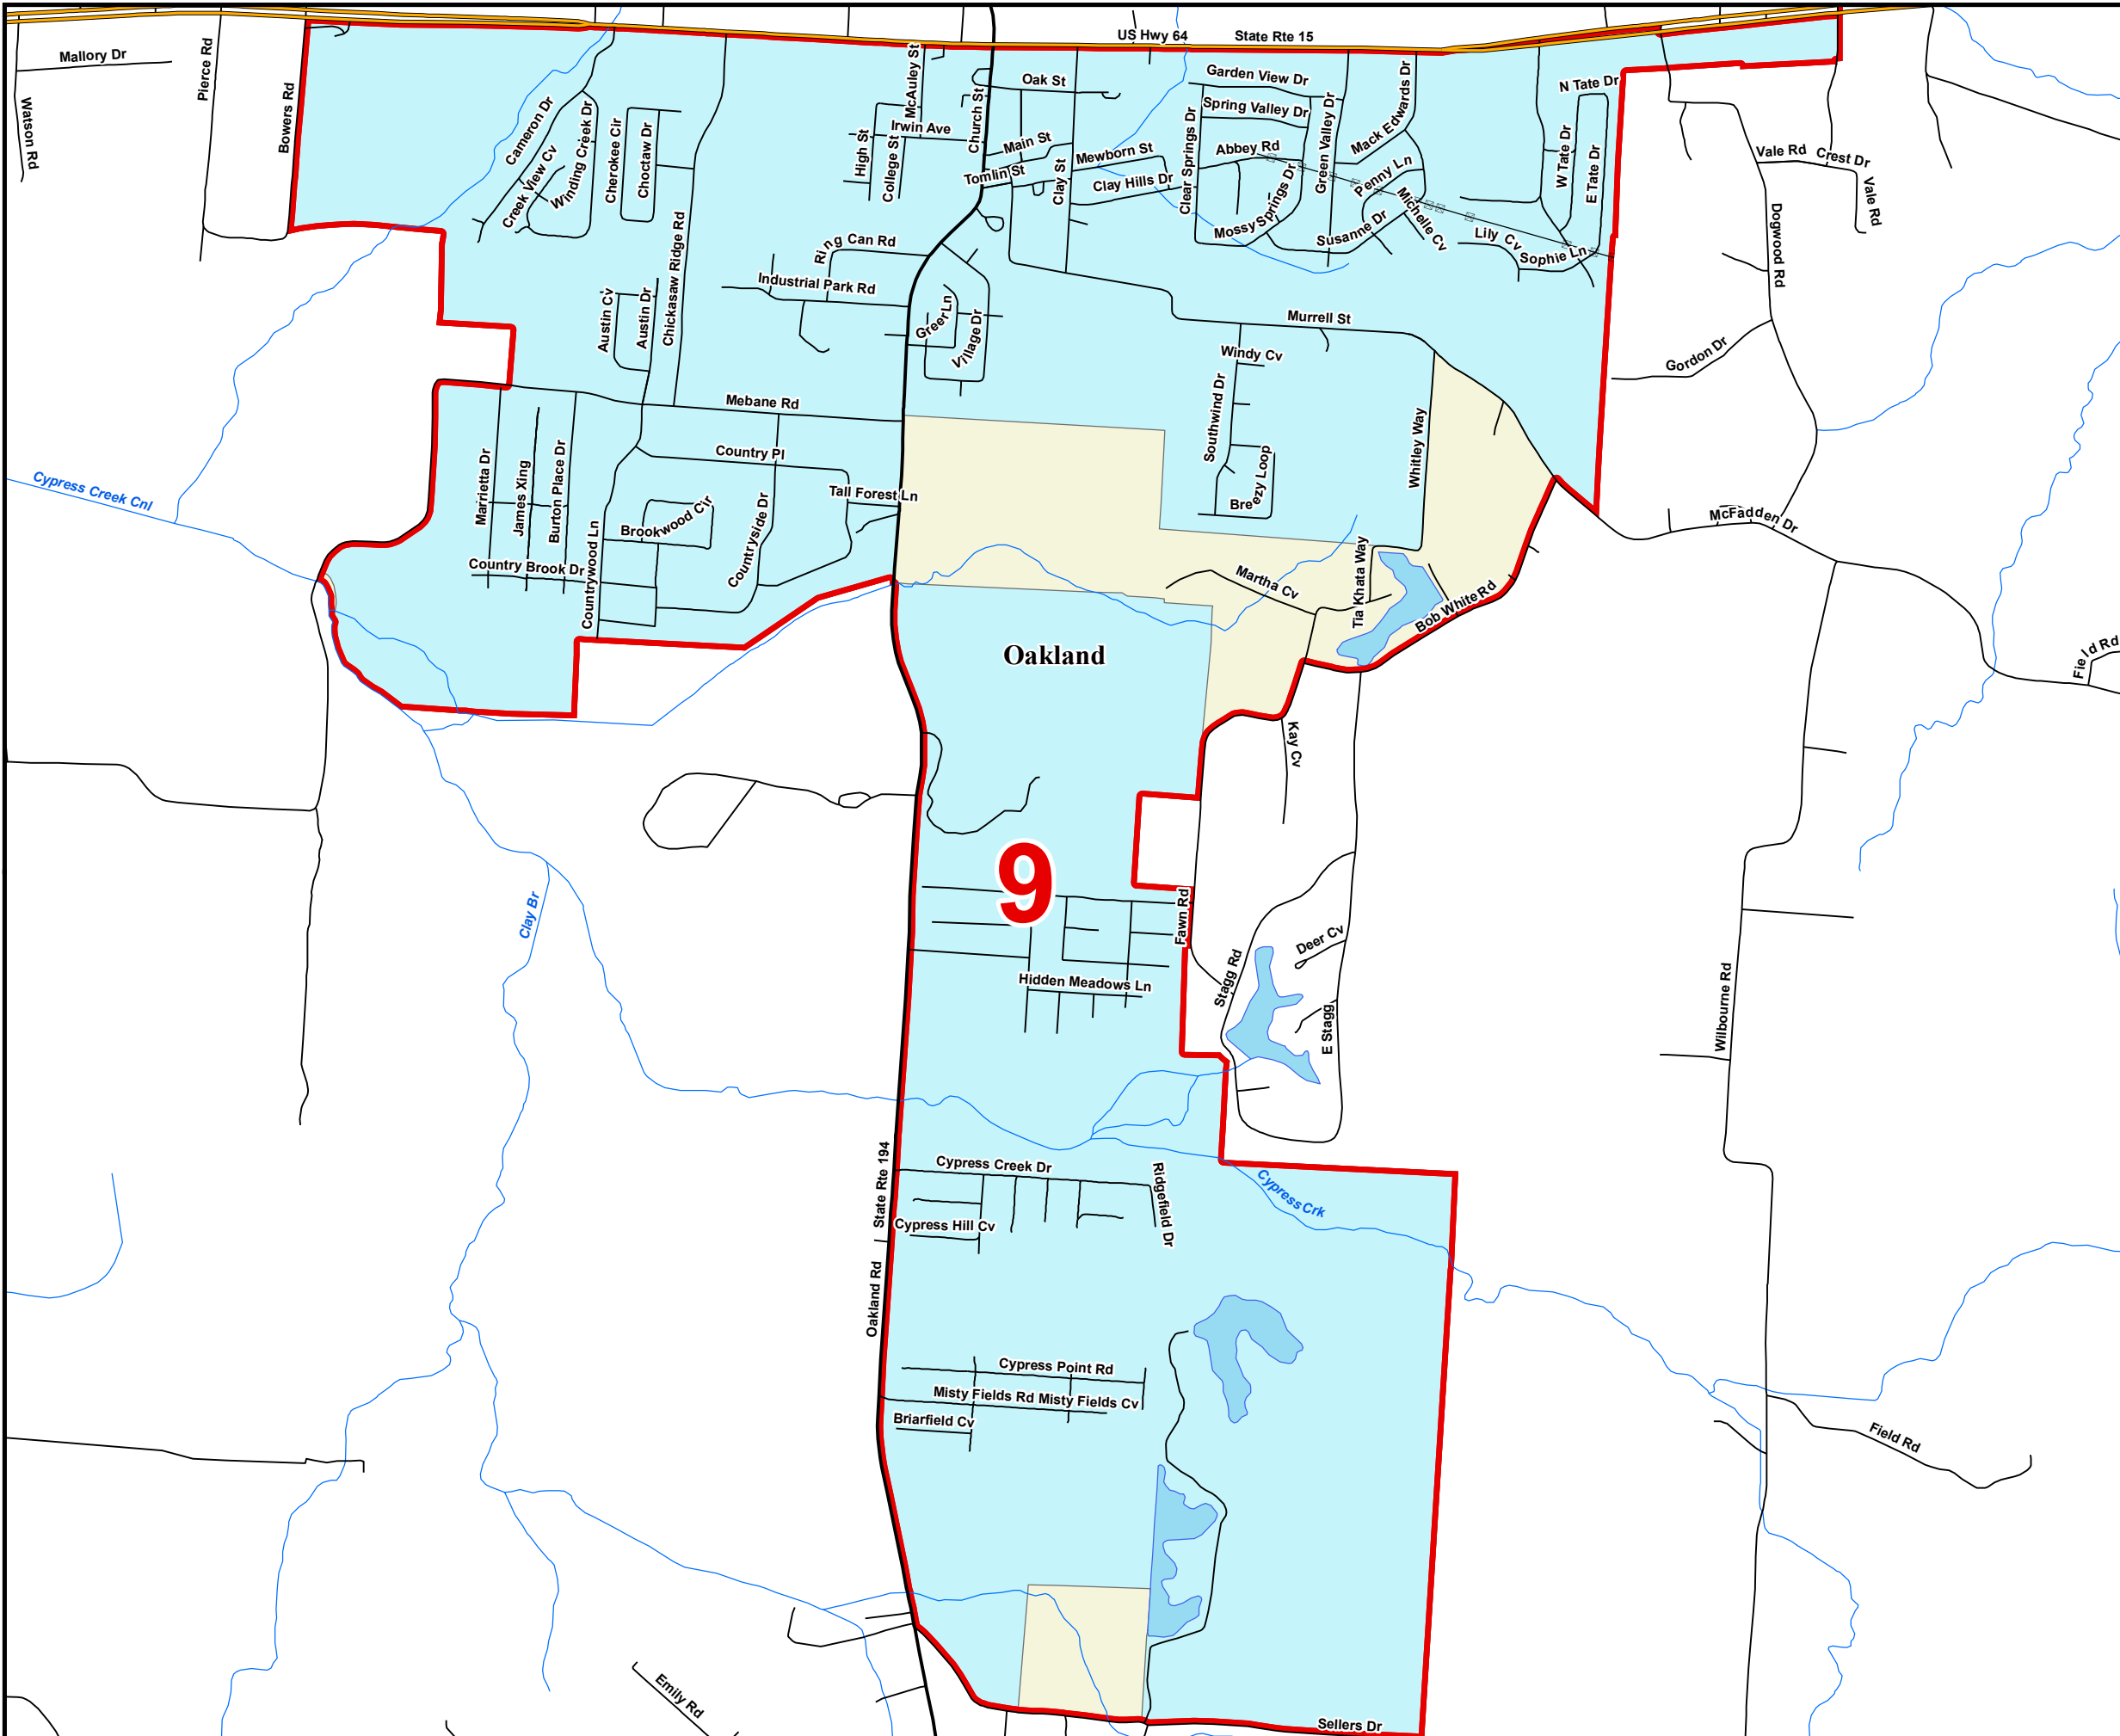 US Hwy 64
State Rte 15
Mallory Dr
Pierce Rd
Watson Rd
Bowers Rd
Cameron Dr
Creek View Cv
Winding Creek Dr
Cherokee Cir
Choctaw Dr
Chickasaw Ridge Rd
McAuley St
High St
College St
Irwin Ave
Church St
Oak St
Main St
Tomlin St
Clay St
Mewborn St
Clay Hills Dr
Clear Springs Dr
Garden View Dr
Spring Valley Dr
Abbey Rd
Mossy Springs Dr
Green Valley Dr
Mack Edwards Dr
Penny Ln
Michelle Cv
Susanne Dr
Lily Cv
Sophie Ln
N Tate Dr
W Tate Dr
E Tate Dr
Vale Rd
Crest Dr
Vale Rd
Dogwood Rd
Gordon Dr
Ring Can Rd
Industrial Park Rd
Austin Cv
Austin Dr
Greer Ln
Village Dr
Murrell St
Windy Cv
Southwind Dr
Breezy Loop
Whitley Way
Mebane Rd
Country Pl
Tall Forest Ln
Marrietta Dr
James Xing
Burton Place Dr
Brookwood Cir
Countryside Dr
Countrywood Ln
Country Brook Dr
Cypress Creek Cnl
McFadden Dr
Martha Cv
Tia Khata Way
Bob White Rd
Field Rd
Oakland
Kay Cv
9
Fawn Rd
Clay Br
Stagg Rd
Deer Cv
E Stagg
Hidden Meadows Ln
Wilbourne Rd
State Rte 194
Cypress Creek Dr
Ridgefield Dr
Cypress Crk
Cypress Hill Cv
Oakland Rd
Cypress Point Rd
Misty Fields Rd
Misty Fields Cv
Briarfield Cv
Field Rd
Emily Rd
Sellers Dr